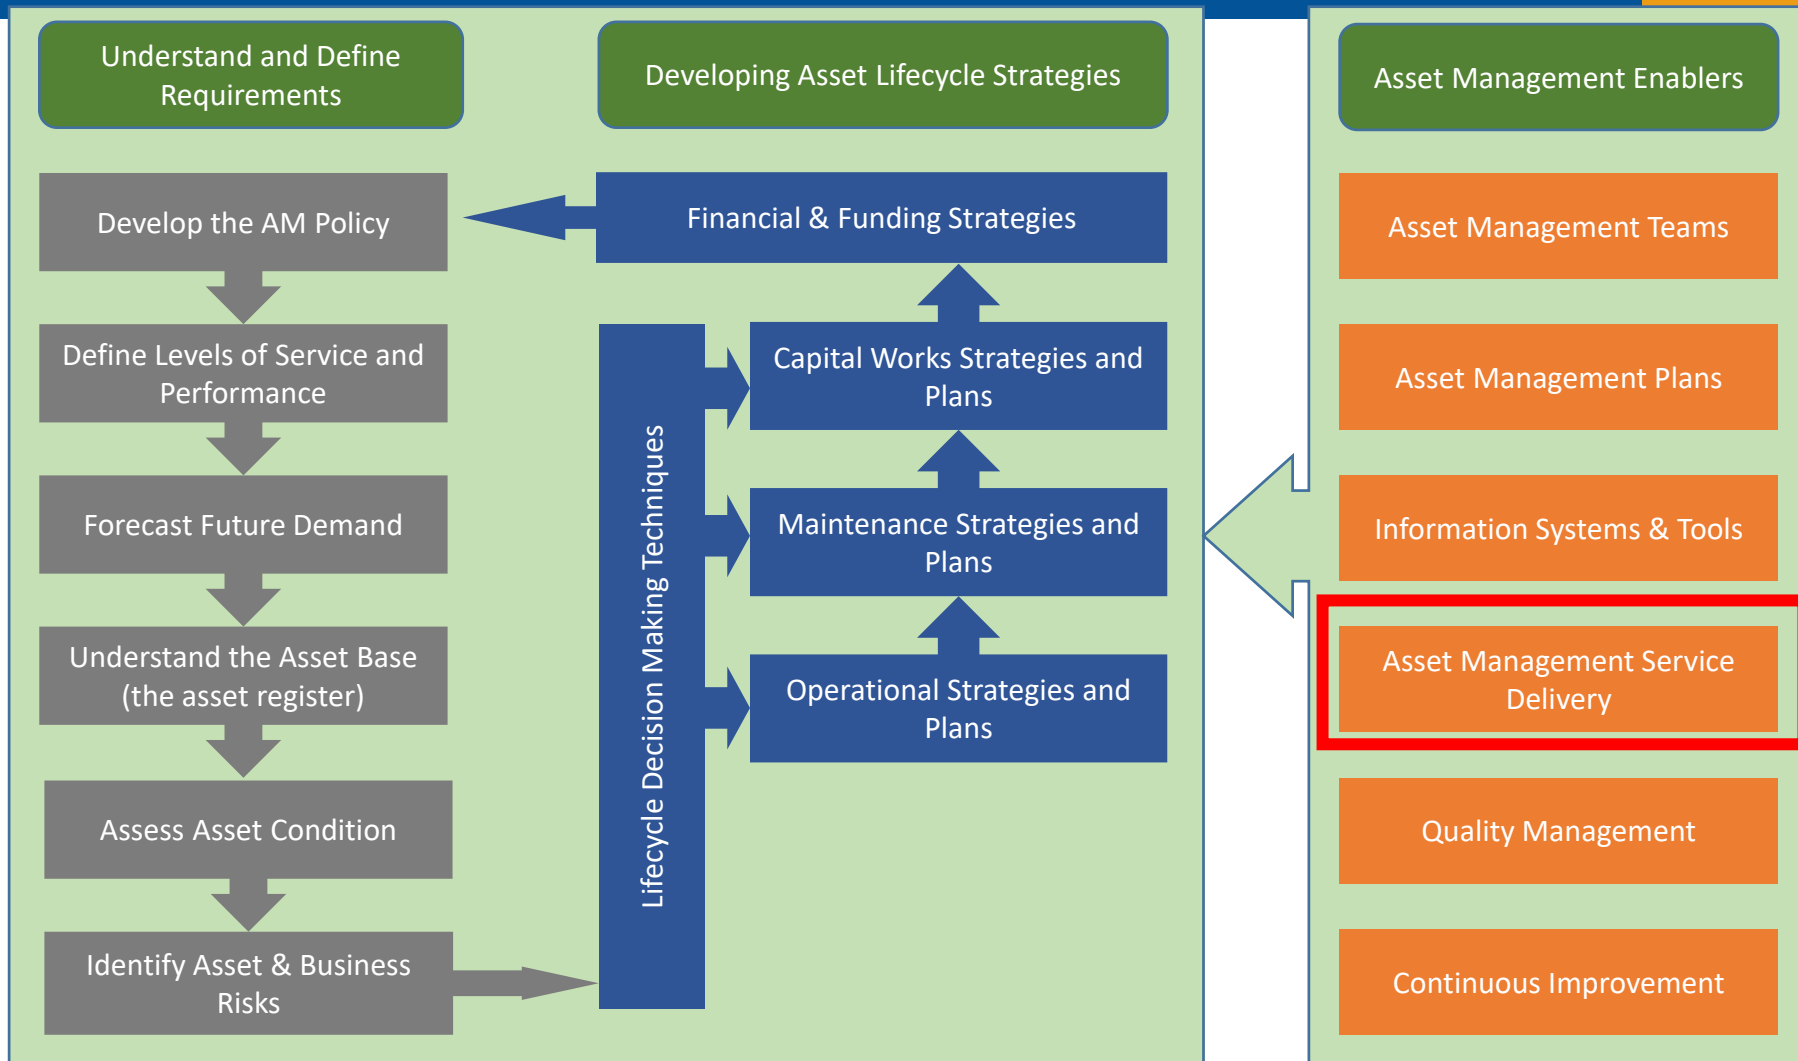 Understand and Define
Requirements
Develop the AM Policy
Define Levels of Service and
Performance
Forecast Future Demand
Understand the Asset Base
(the asset register)
Assess Asset Condition
Identify Asset & Business
Risks
Developing Asset Lifecycle Strategies
Financial & Funding Strategies
Lifecycle Decision Making Techniques
Capital Works Strategies and
Plans
Maintenance Strategies and
Plans
Operational Strategies and
Plans
Asset Management Enablers
Asset Management Teams
Asset Management Plans
Information Systems & Tools
Asset Management Service
Delivery
Quality Management
Continuous Improvement